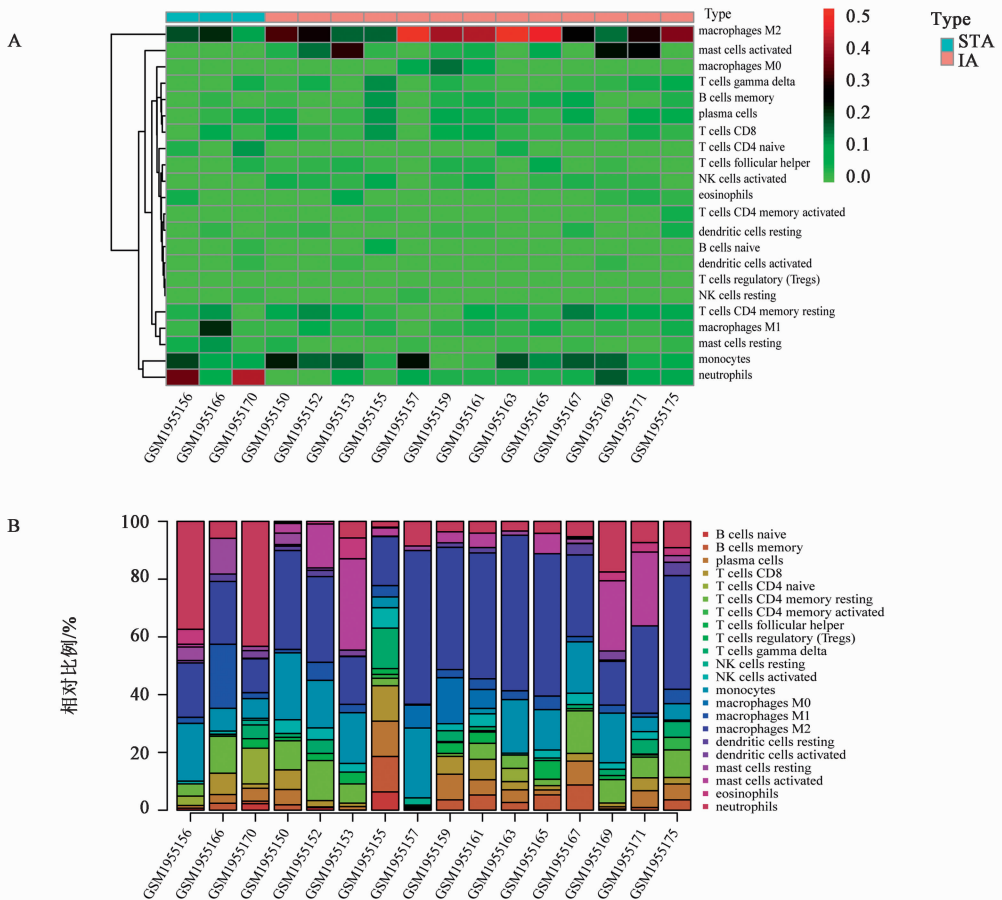 A
Type
macrophages M2
mast cells activated
macrophages M0
T cells gamma delta
B cells memory
plasma cells
T cells CD8
T cells CD4 naive
T cells follicular helper
NK cells activated
eosinophils
T cells CD4 memory activated
dendritic cells resting
B cells naive
dendritic cells activated
T cells regulatory (Tregs)
NK cells resting
T cells CD4 memory resting
macrophages M1
mast cells resting
monocytes
neutrophils
0.5
0.4
0.3
0.2
0.1
0.0
Type
STA
IA
GSM1955156
GSM1955166
GSM1955170
GSM1955150
GSM1955152
GSM1955153
GSM1955155
GSM1955157
GSM1955159
GSM1955161
GSM1955163
GSM1955165
GSM1955167
GSM1955169
GSM1955171
GSM1955175
B
相对比例/%
100
80
60
40
20
0
GSM1955156
GSM1955166
GSM1955170
GSM1955150
GSM1955152
GSM1955153
GSM1955155
GSM1955157
GSM1955159
GSM1955161
GSM1955163
GSM1955165
GSM1955167
GSM1955169
GSM1955171
GSM1955175
B cells naive
B cells memory
plasma cells
T cells CD8
T cells CD4 naive
T cells CD4 memory resting
T cells CD4 memory activated
T cells follicular helper
T cells regulatory (Tregs)
T cells gamma delta
NK cells resting
NK cells activated
monocytes
macrophages M0
macrophages M1
macrophages M2
dendritic cells resting
dendritic cells activated
mast cells resting
mast cells activated
eosinophils
neutrophils